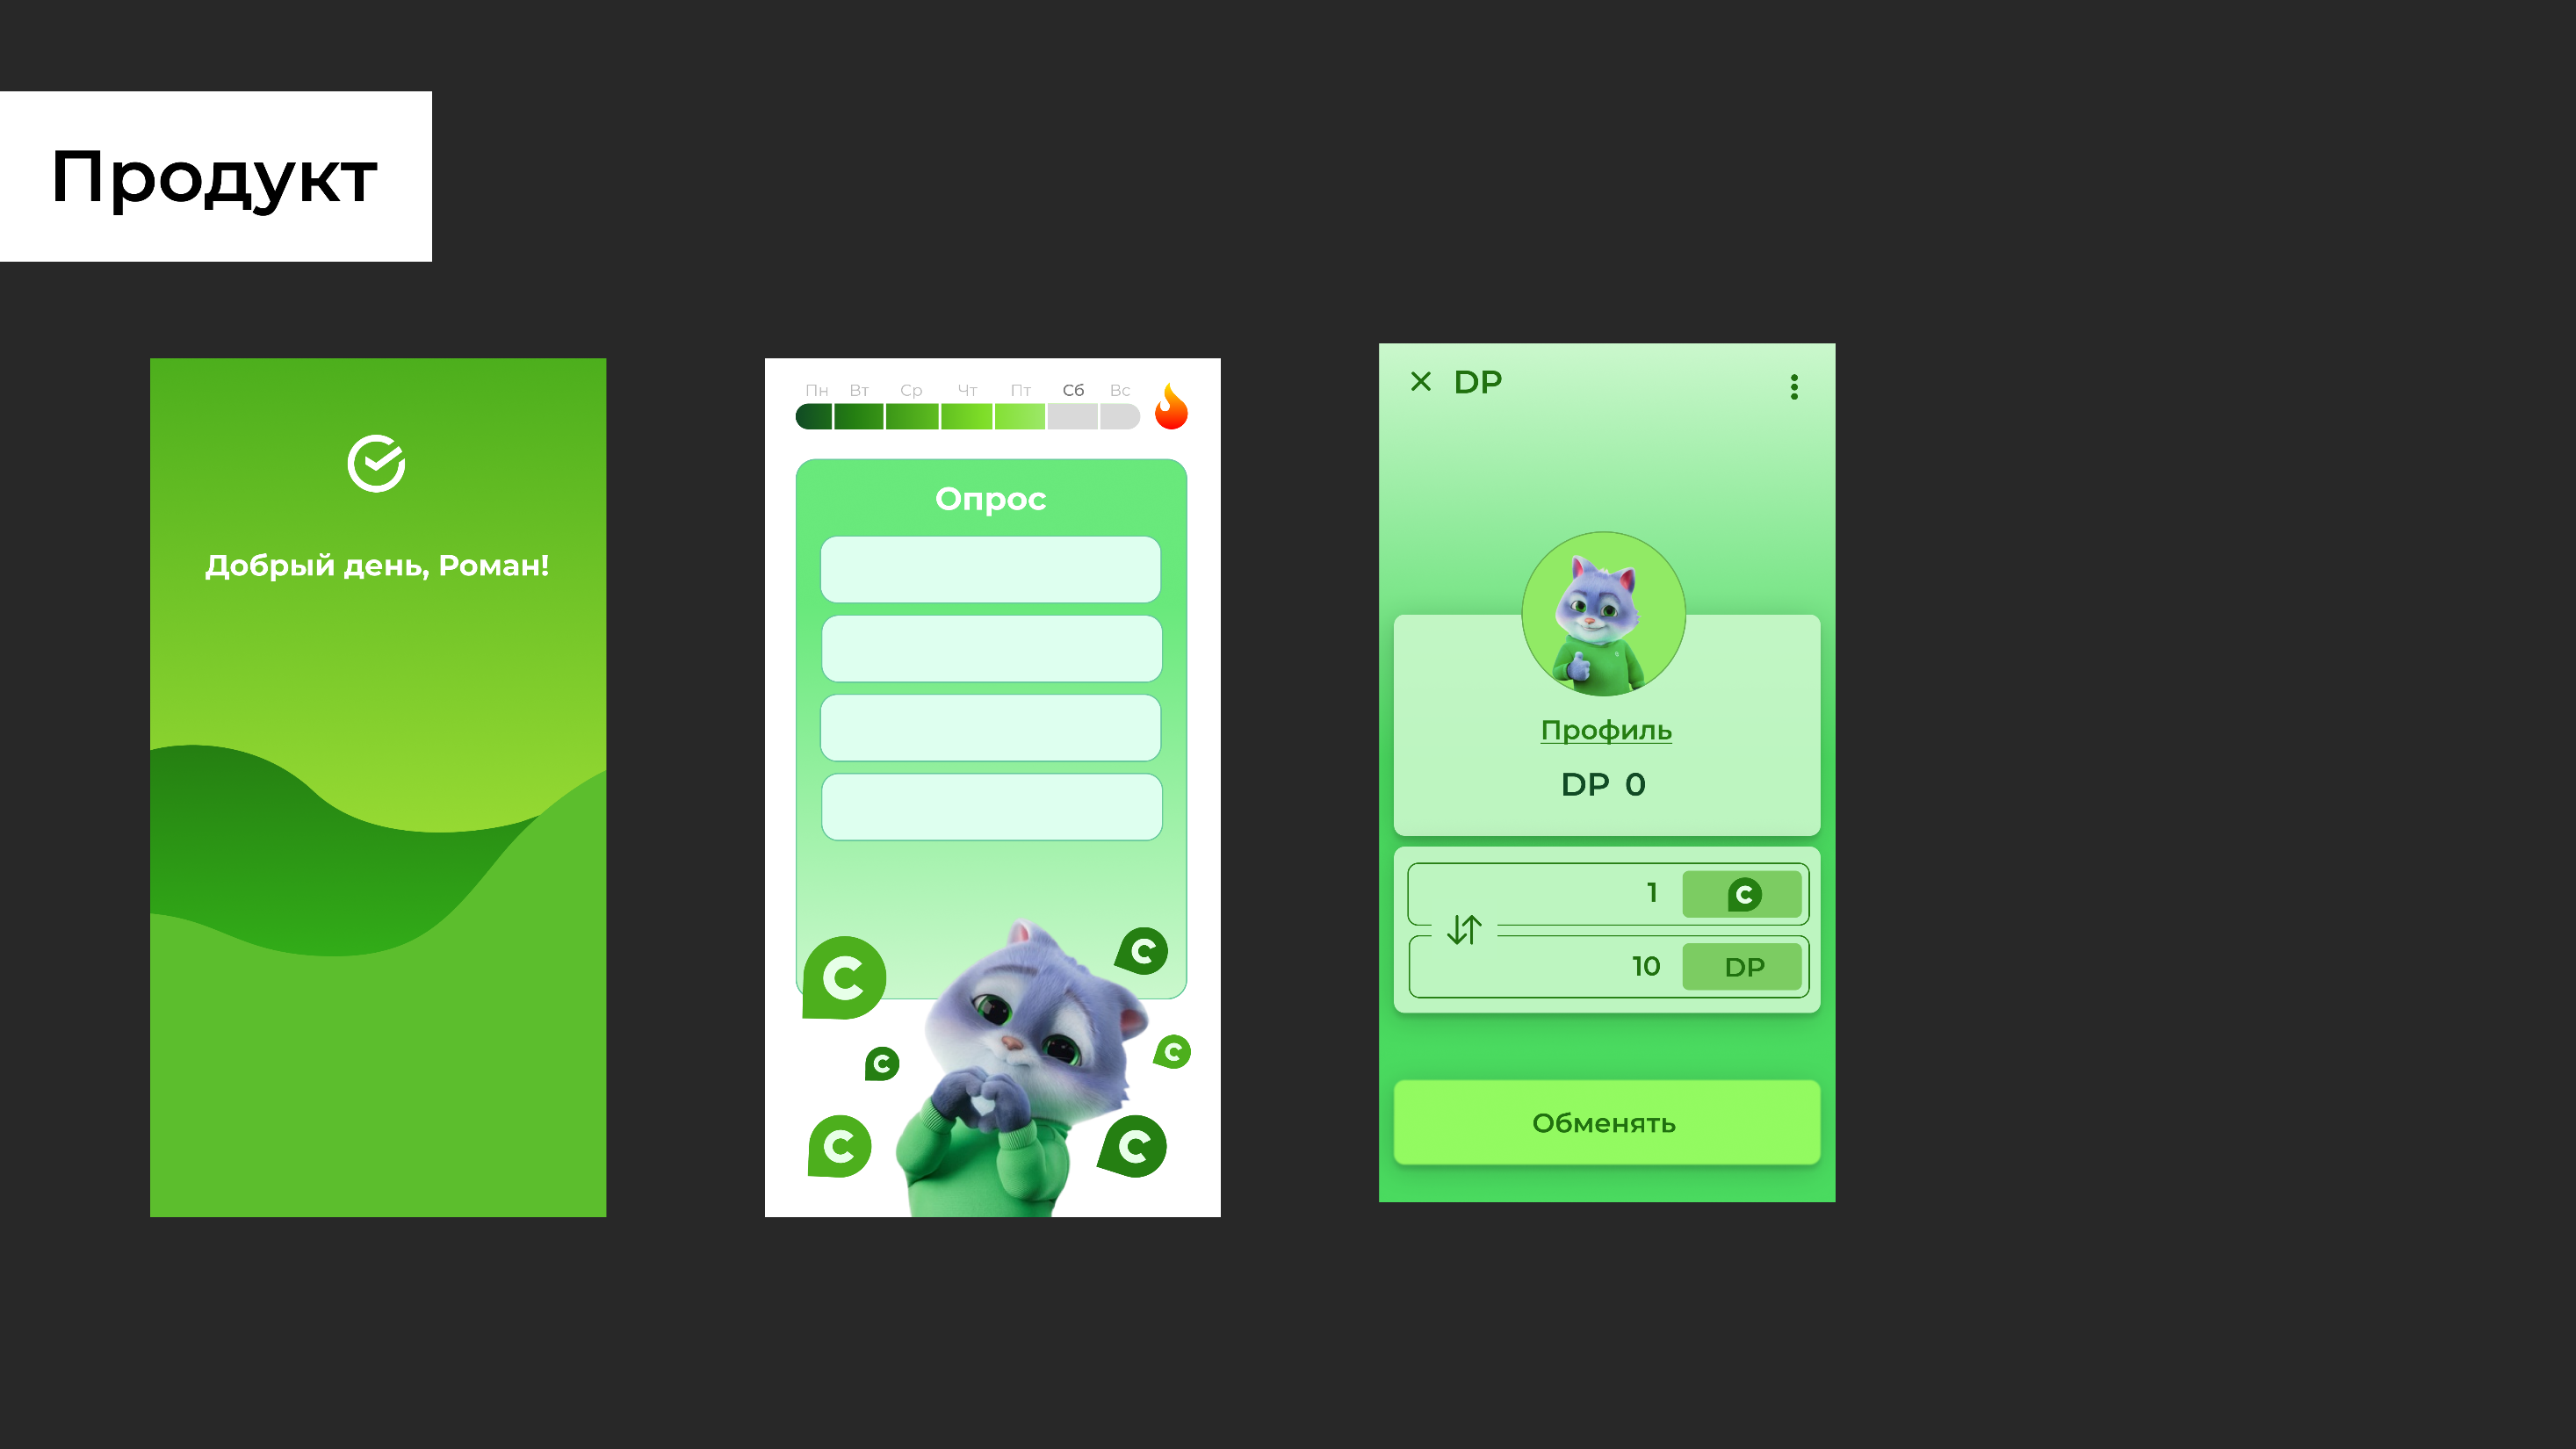 Продукт
Добрый день, Роман!
Пн Вт Ср Чт Пт Сб Вс
Опрос
C
C
C
C
C
C
DP
Профиль
DP 0
1 C
10 DP
Обменять